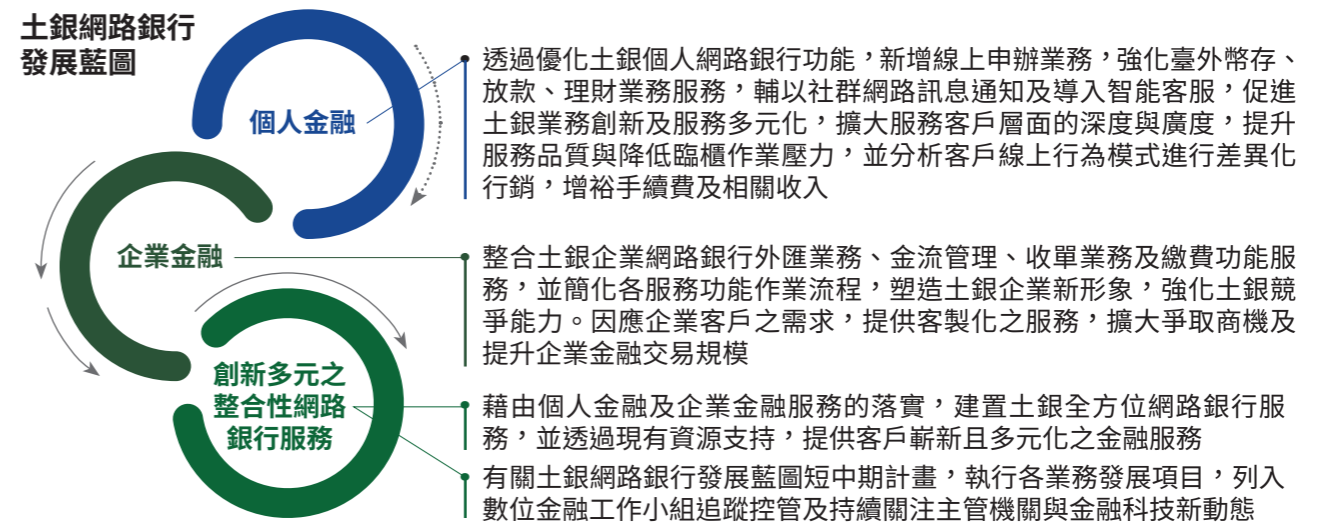 土銀網路銀行
發展藍圖
個人金融
透過優化土銀個人網路銀行功能，新增線上申辦業務，強化臺外幣存、
放款、理財業務服務，輔以社群網路訊息通知及導入智能客服，促進
土銀業務創新及服務多元化，擴大服務客戶層面的深度與廣度，提升
服務品質與降低臨櫃作業壓力，並分析客戶線上行為模式進行差異化
行銷，增裕手續費及相關收入
企業金融
整合土銀企業網路銀行外匯業務、金流管理、收單業務及繳費功能服
務，並簡化各服務功能作業流程，塑造土銀企業新形象，強化土銀競
爭能力。因應企業客戶之需求，提供客製化之服務，擴大爭取商機及
提升企業金融交易規模
創新多元之
整合性網路
銀行服務
藉由個人金融及企業金融服務的落實，建置土銀全方位網路銀行服
務，並透過現有資源支持，提供客戶嶄新且多元化之金融服務
有關土銀網路銀行發展藍圖短中期計畫，執行各業務發展項目，列入
數位金融工作小組追蹤控管及持續關注主管機關與金融科技新動態